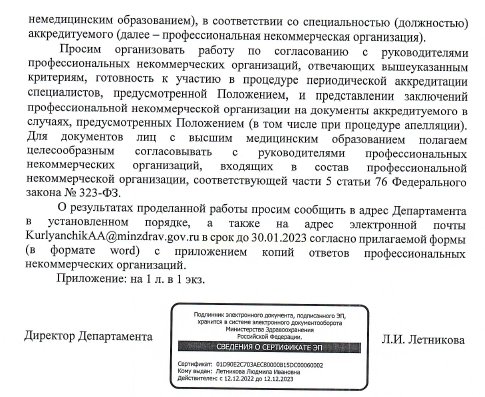 немедицинским образованием), в соответствии со специальностью (должностью)
аккредитуемого (далее – профессиональная некоммерческая организация).
Просим организовать работу по согласованию с руководителями
профессиональных некоммерческих организаций, отвечающих вышеуказанным
критериям, готовность к участию в процедуре периодической аккредитации
специалистов, предусмотренной Положением, и представлении заключений
профессиональной некоммерческой организации на документы аккредитуемого в
случаях, предусмотренных Положением (в том числе при процедуре апелляции).
Для документов лиц с высшим медицинским образованием полагаем
целесообразным согласовывать с руководителями профессиональных
некоммерческих организаций, входящих в состав профессиональной
некоммерческой организации, соответствующей части 5 статьи 76 Федерального
закона № 323-ФЗ.
О результатах проделанной работы просим сообщить в адрес Департамента
в установленном порядке, а также на адрес электронной почты
KurlyanchikAA@minzdrav.gov.ru в срок до 30.01.2023 согласно прилагаемой формы
(в формате word) с приложением копий ответов профессиональных
некоммерческих организаций.
Приложение: на 1 л. в 1 экз.
Подлинник электронного документа, подписанного ЭП,
хранится в системе электронного документооборота
Министерства Здравоохранения
Российской Федерации.
СВЕДЕНИЯ О СЕРТИФИКАТЕ ЭП
Директор Департамента
Л.И. Летникова
Сертификат: 01D90E2C703AECB0000B15DC00060002
Кому выдан: Летникова Людмила Ивановна
Действителен: с 12.12.2022 до 12.12.2023